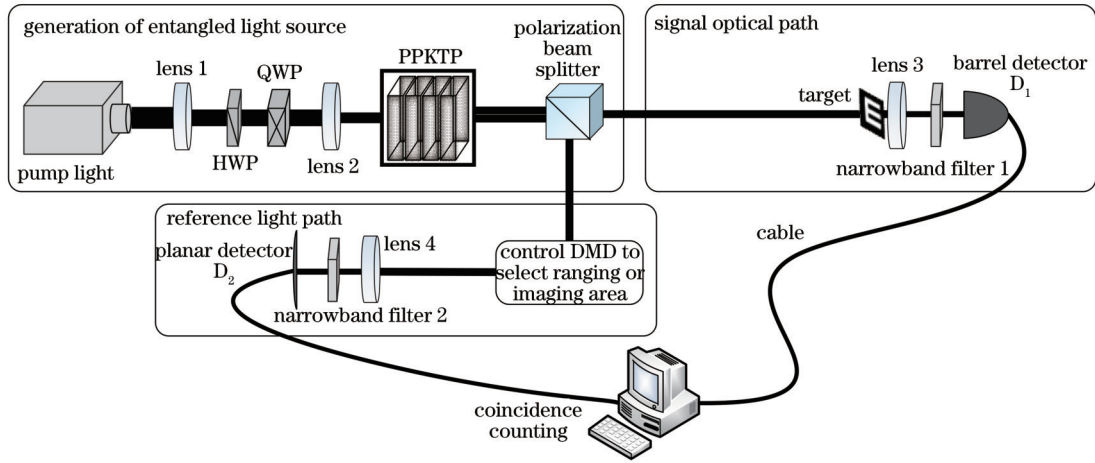 generation of entangled light source
lens 1
QWP
HWP
lens 2
PPKTP
pump light
polarization
beam
splitter
signal optical path
lens 3
barrel detector
D1
target
E
narrowband filter 1
reference light path
planar detector
D2
lens 4
narrowband filter 2
control DMD to
select ranging or
imaging area
cable
coincidence
counting